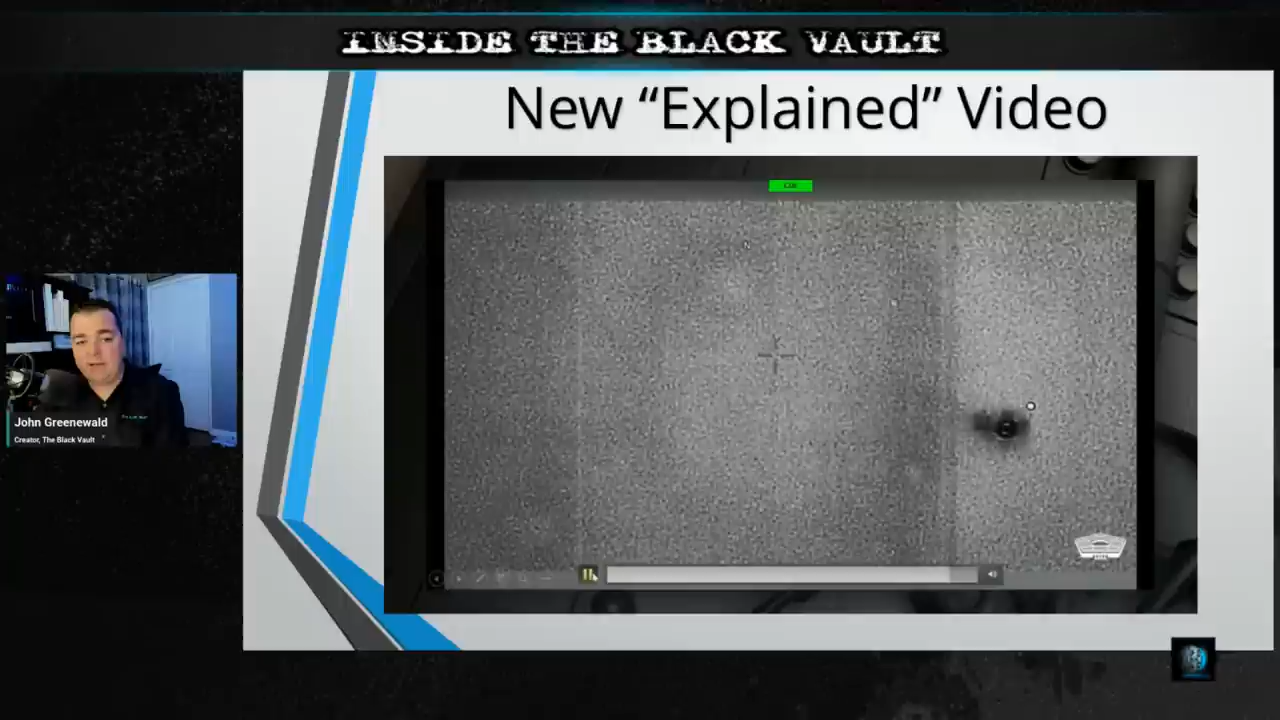 INSIDE THE BLACK VAULT
New “Explained” Video
John Greenewald
Creator, The Black Vault